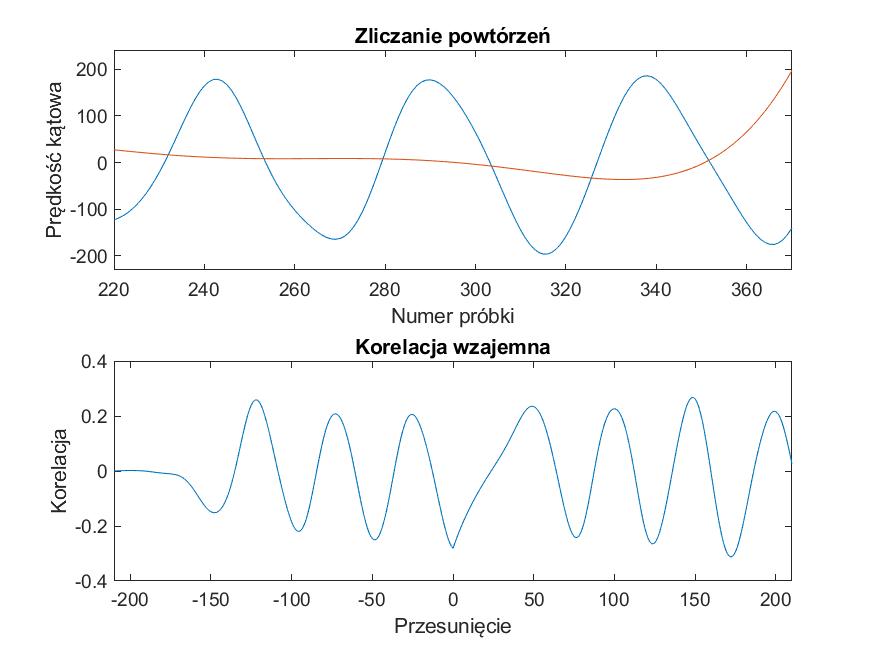 Zliczanie powtórzeń
Prędkość kątowa
200
100
0
-100
-200
220 240 260 280 300 320 340 360
Numer próbki
Korelacja wzajemna
Korelacja
0.4
0.2
0
-0.2
-0.4
-200 -150 -100 -50 0 50 100 150 200
Przesunięcie